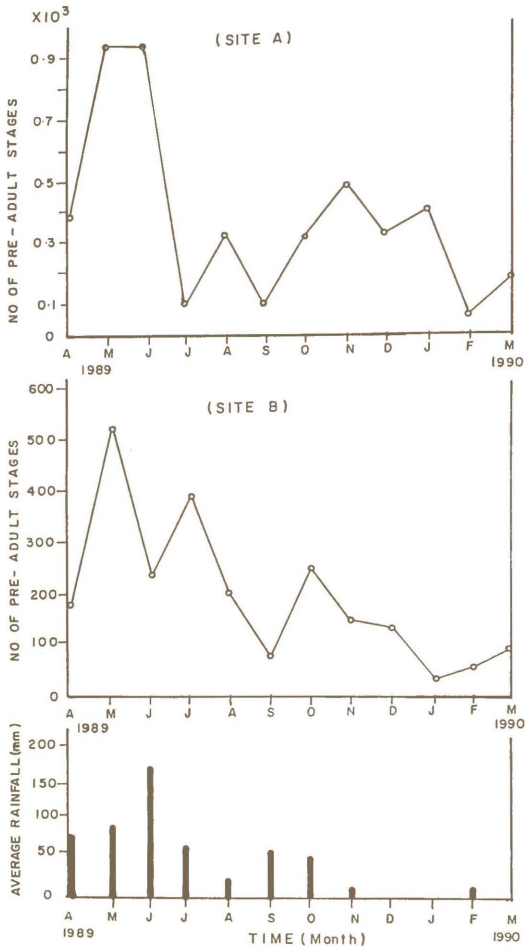 X10³
(SITE A)
NO OF PRE-ADULT STAGES
0.9
0.7
0.5
0.3
0.1
0
A M J J A S O N D J F M
1989 1990
(SITE B)
NO OF PRE-ADULT STAGES
600
500
400
300
200
100
0
A M J J A S O N D J F M
1989 1990
AVERAGE RAINFALL (mm)
200
150
100
50
0
A M J J A S O N D J F M
1989 TIME (Month) 1990